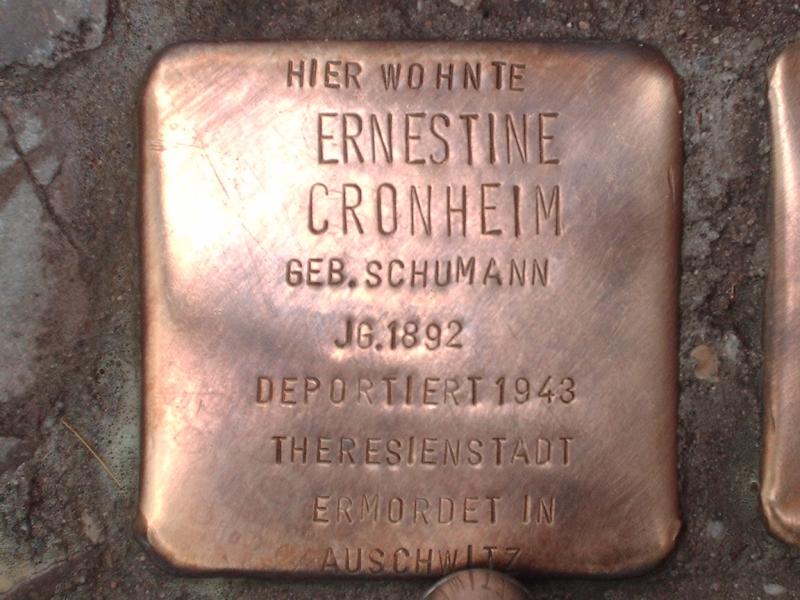 HIER WOHNTE
ERNESTINE
CRONHEIM
GEB. SCHUMANN
JG. 1892
DEPORTIERT 1943
THERESIENSTADT
ERMORDET IN
AUSCHWITZ